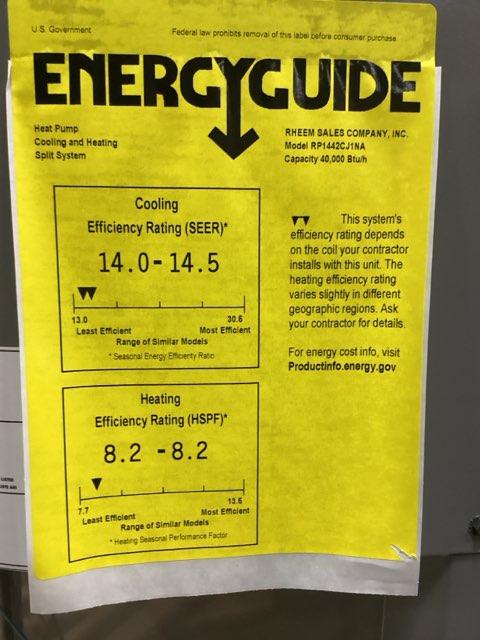 U.S. Government
Federal law prohibits removal of this label before consumer purchase.
ENERGYGUIDE
Heat Pump
Cooling and Heating
Split System
RHEEM SALES COMPANY, INC.
Model RP1442CJ1NA
Capacity 40,000 Btu/h
Cooling
Efficiency Rating (SEER)*
14.0-14.5
13.0
30.5
Least Efficient
Most Efficient
Range of Similar Models
* Seasonal Energy Efficienty Ratio
This system's
efficiency rating depends
on the coil your contractor
installs with this unit. The
heating efficiency rating
varies slightly in different
geographic regions. Ask
your contractor for details.
For energy cost info, visit
Productinfo.energy.gov
Heating
Efficiency Rating (HSPF)*
8.2 -8.2
7.7
13.5
Least Efficient
Most Efficient
Range of Similar Models
* Heating Seasonal Performance Factor